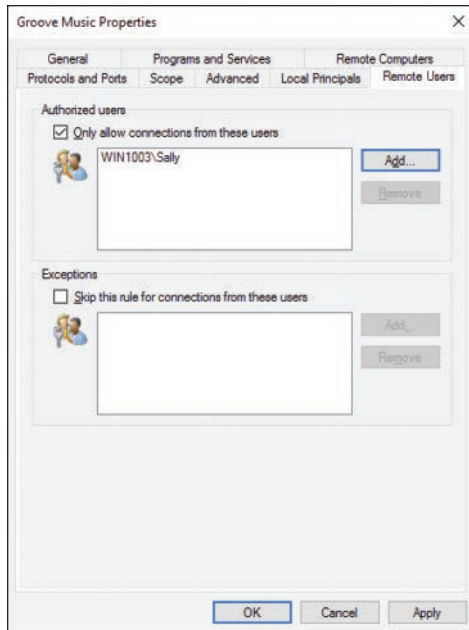 Groove Music Properties
General Programs and Services Remote Computers
Protocols and Ports Scope Advanced Local Principals Remote Users
Authorized users
Only allow connections from these users
WIN1003\Sally
Add...
Remove
Exceptions
Skip this rule for connections from these users
Add...
Remove
OK Cancel Apply